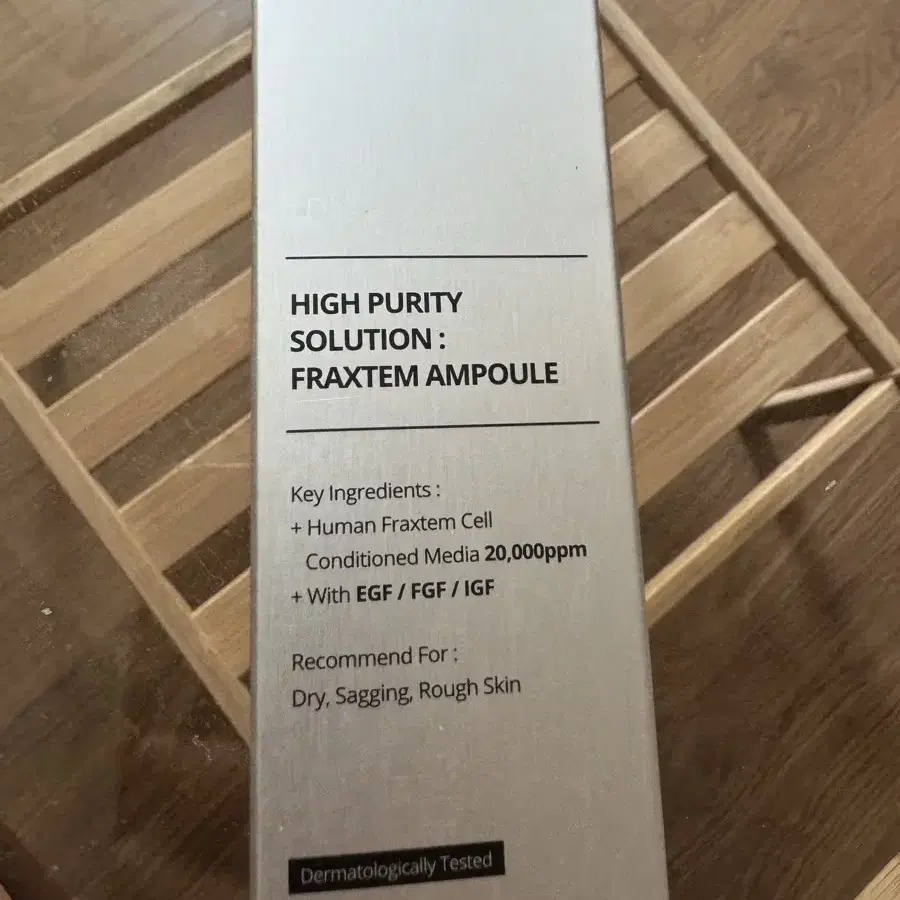 HIGH PURITY
SOLUTION :
FRAXTEM AMPOULE
Key Ingredients :
+ Human Fraxtem Cell
Conditioned Media 20,000ppm
+ With EGF / FGF / IGF
Recommend For :
Dry, Sagging, Rough Skin
Dermatologically Tested